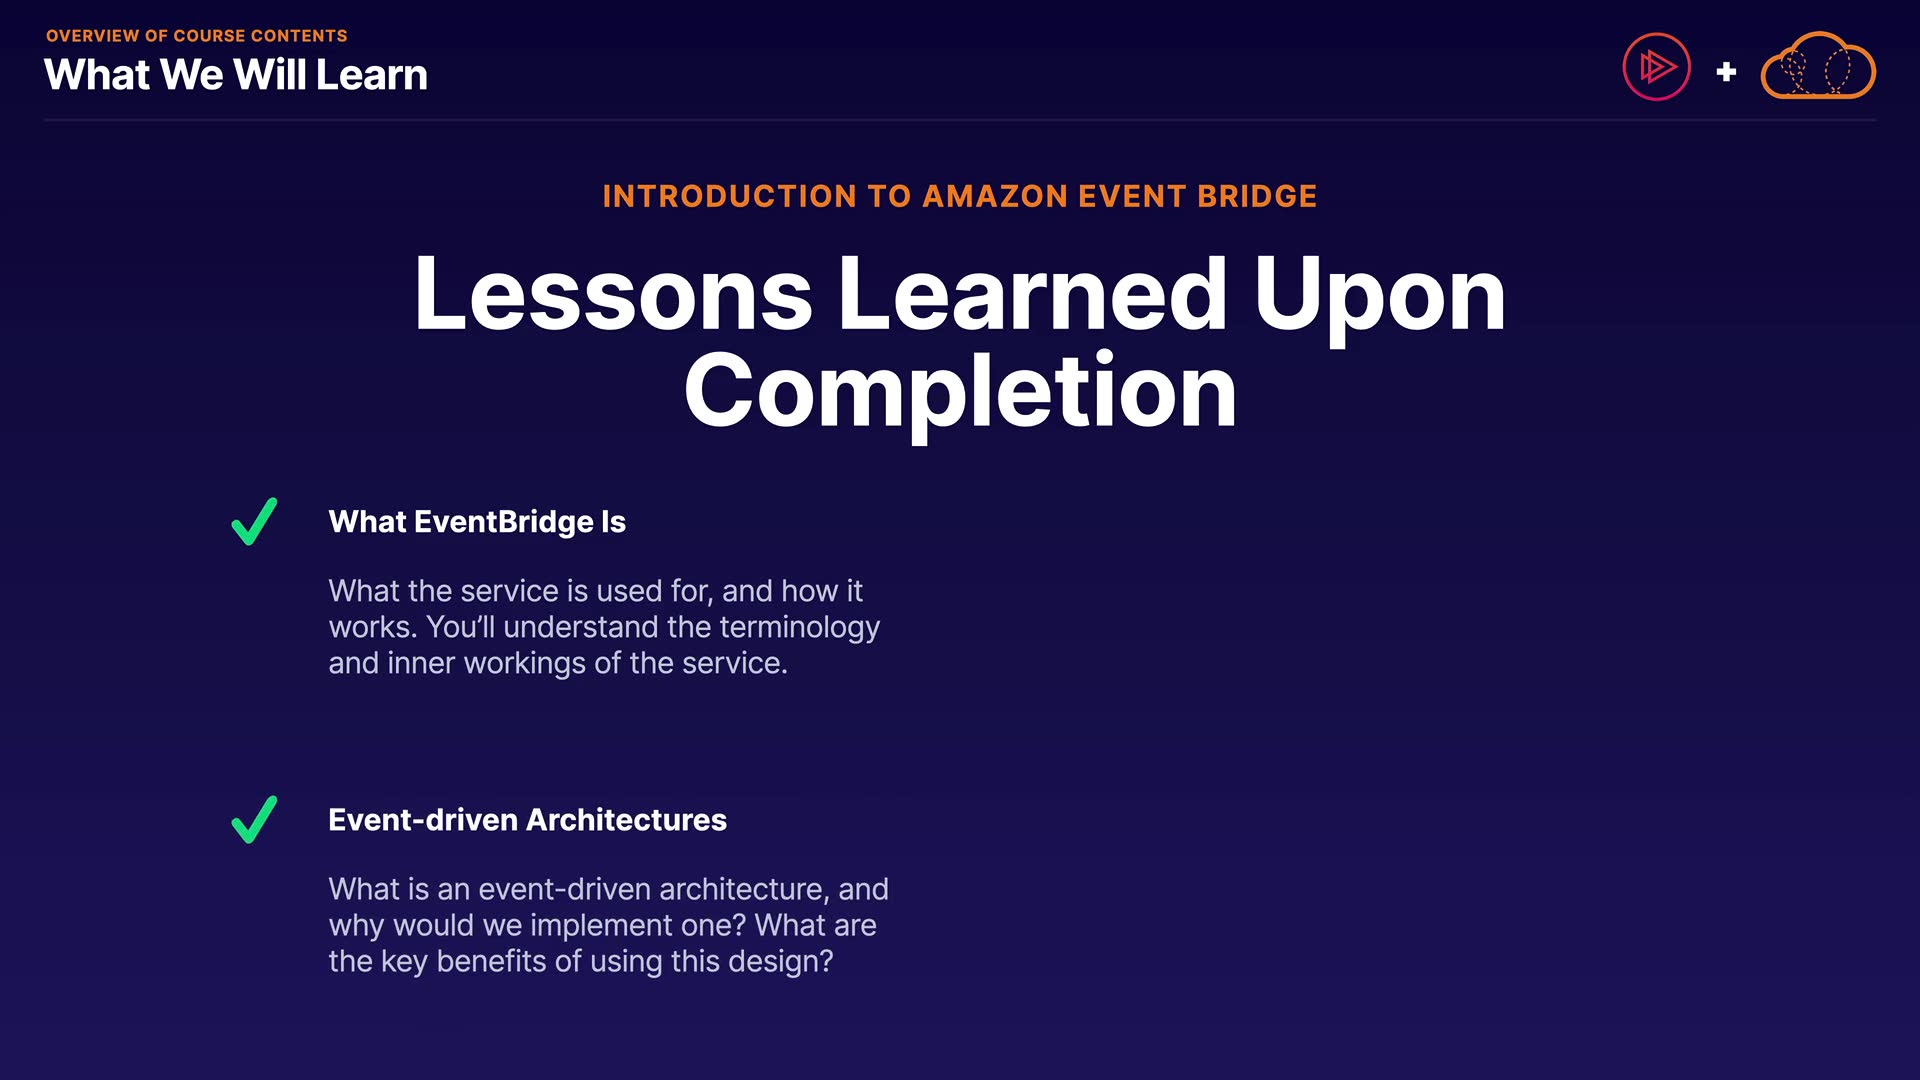 OVERVIEW OF COURSE CONTENTS
What We Will Learn
INTRODUCTION TO AMAZON EVENT BRIDGE
Lessons Learned Upon
Completion
What EventBridge Is
What the service is used for, and how it
works. You’ll understand the terminology
and inner workings of the service.
Event-driven Architectures
What is an event-driven architecture, and
why would we implement one? What are
the key benefits of using this design?